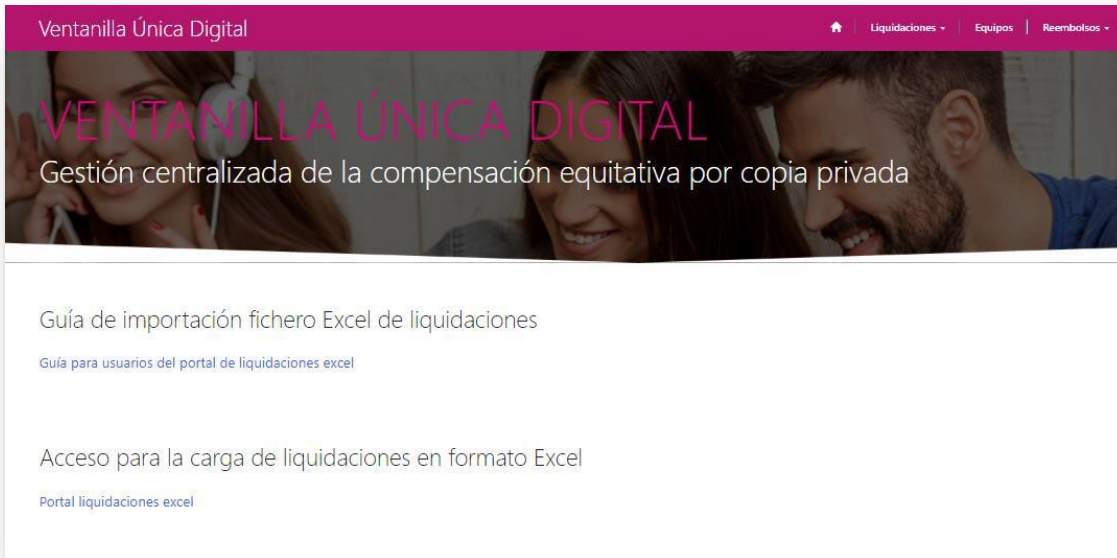 Ventanilla Única Digital
Liquidaciones
Equipos
Reembolsos
VENTANILLA ÚNICA DIGITAL
Gestión centralizada de la compensación equitativa por copia privada
Guía de importación fichero Excel de liquidaciones
Guía para usuarios del portal de liquidaciones excel
Acceso para la carga de liquidaciones en formato Excel
Portal liquidaciones excel